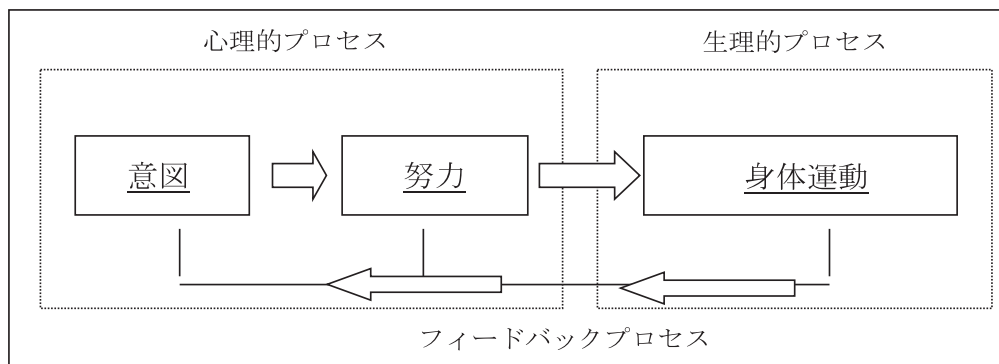 心理的プロセス
生理的プロセス
意図
努力
身体運動
フィードバックプロセス